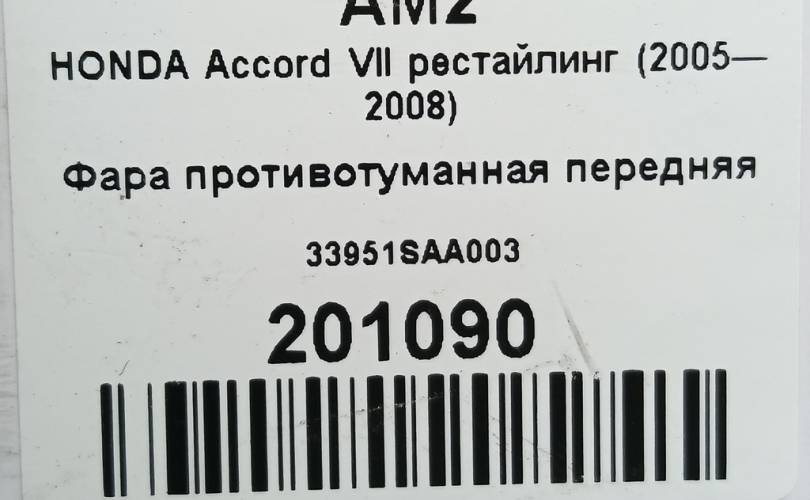 AM2
HONDA Accord VII рестайлинг (2005—
2008)
Фара противотуманная передняя
33951SAA003
201090